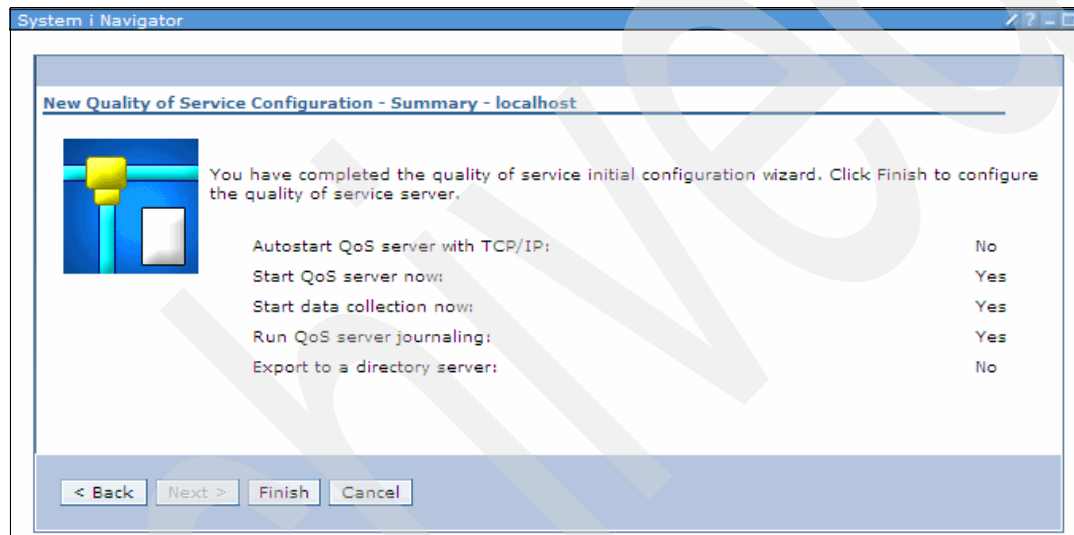 System i Navigator
New Quality of Service Configuration - Summary - localhost
You have completed the quality of service initial configuration wizard. Click Finish to configure
the quality of service server.
Autostart QoS server with TCP/IP: No
Start QoS server now: Yes
Start data collection now: Yes
Run QoS server journaling: Yes
Export to a directory server: No
< Back Next > Finish Cancel